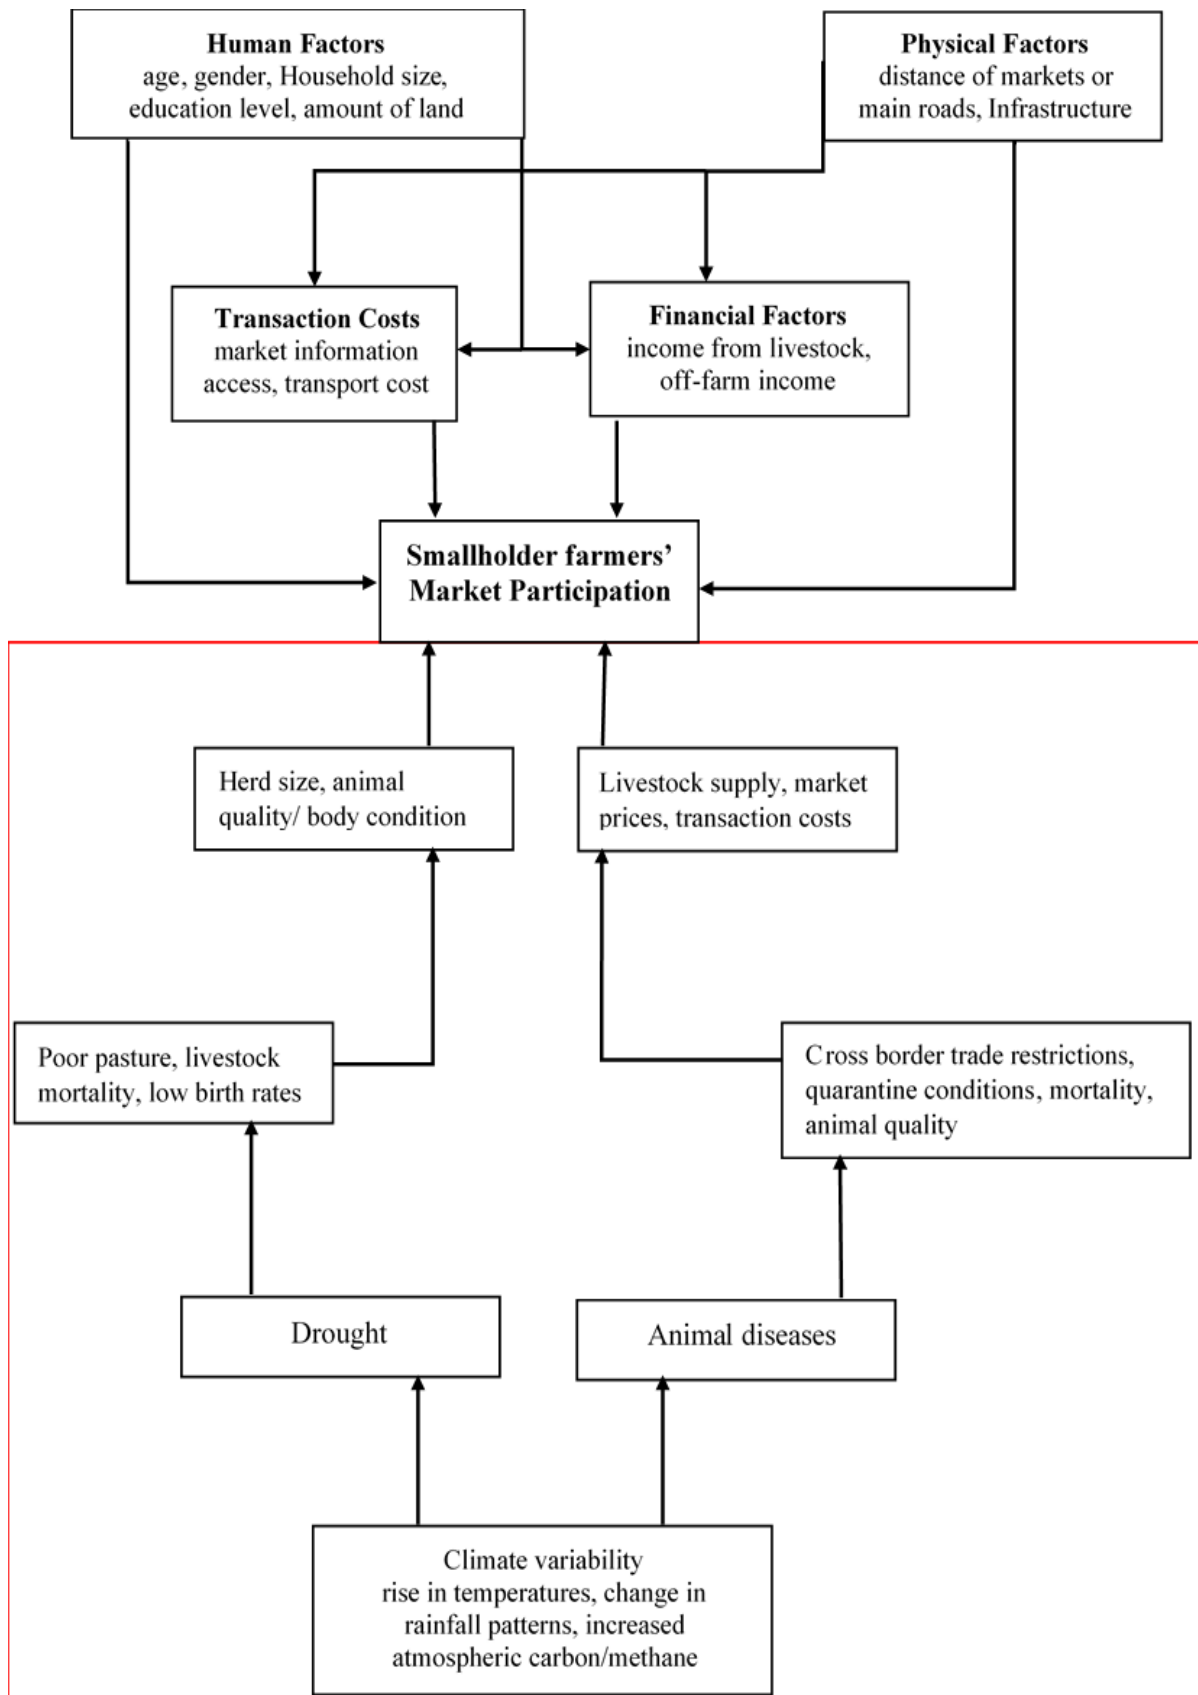 Human Factors
age, gender, Household size,
education level, amount of land
Physical Factors
distance of markets or
main roads, Infrastructure
Transaction Costs
market information
access, transport cost
Financial Factors
income from livestock,
off-farm income
Smallholder farmers’
Market Participation
Herd size, animal
quality/ body condition
Livestock supply, market
prices, transaction costs
Poor pasture, livestock
mortality, low birth rates
Cross border trade restrictions,
quarantine conditions, mortality,
animal quality
Drought
Animal diseases
Climate variability
rise in temperatures, change in
rainfall patterns, increased
atmospheric carbon/methane